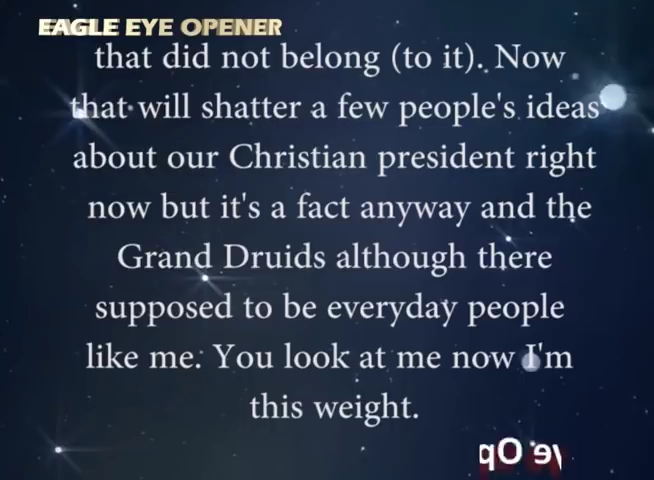 EAGLE EYE OPENER
that did not belong (to it). Now
that will shatter a few people's ideas
about our Christian president right
now but it's a fact anyway and the
Grand Druids although there
supposed to be everyday people
like me. You look at me now I'm
this weight.